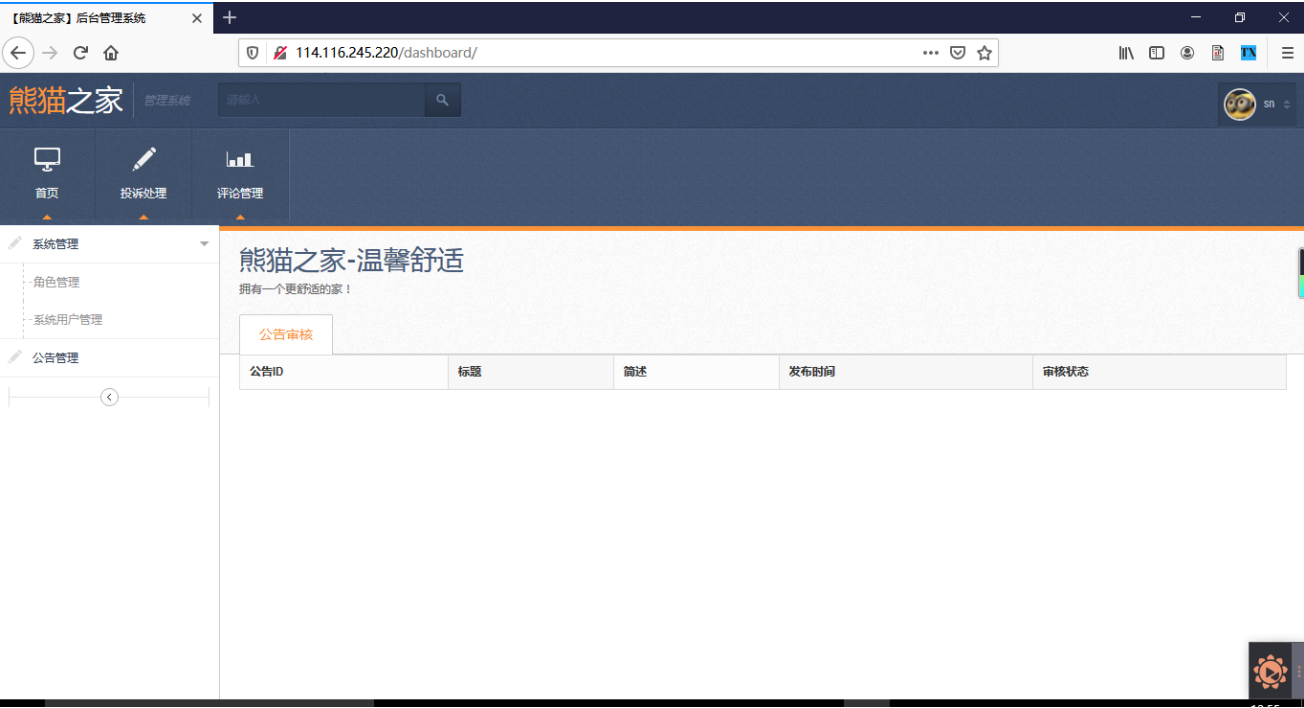 【熊猫之家】后台管理系统
114.116.245.220/dashboard/
TX
熊猫之家 管理系统 请输入 sn
首页 投诉处理 评论管理
系统管理
角色管理
系统用户管理
公告管理
熊猫之家-温馨舒适
拥有一个更舒适的家！
公告审核
公告ID 标题 简述 发布时间 审核状态